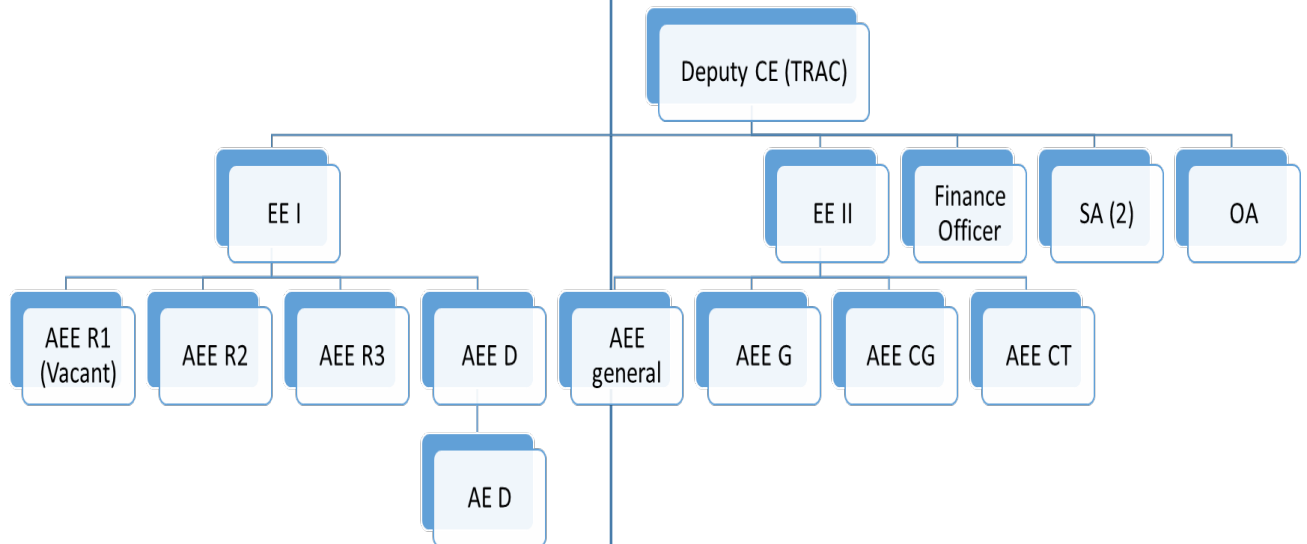 Deputy CE (TRAC)
EE I
EE II
Finance
Officer
SA (2)
OA
AEE R1
(Vacant)
AEE R2
AEE R3
AEE D
AEE
general
AEE G
AEE CG
AEE CT
AE D